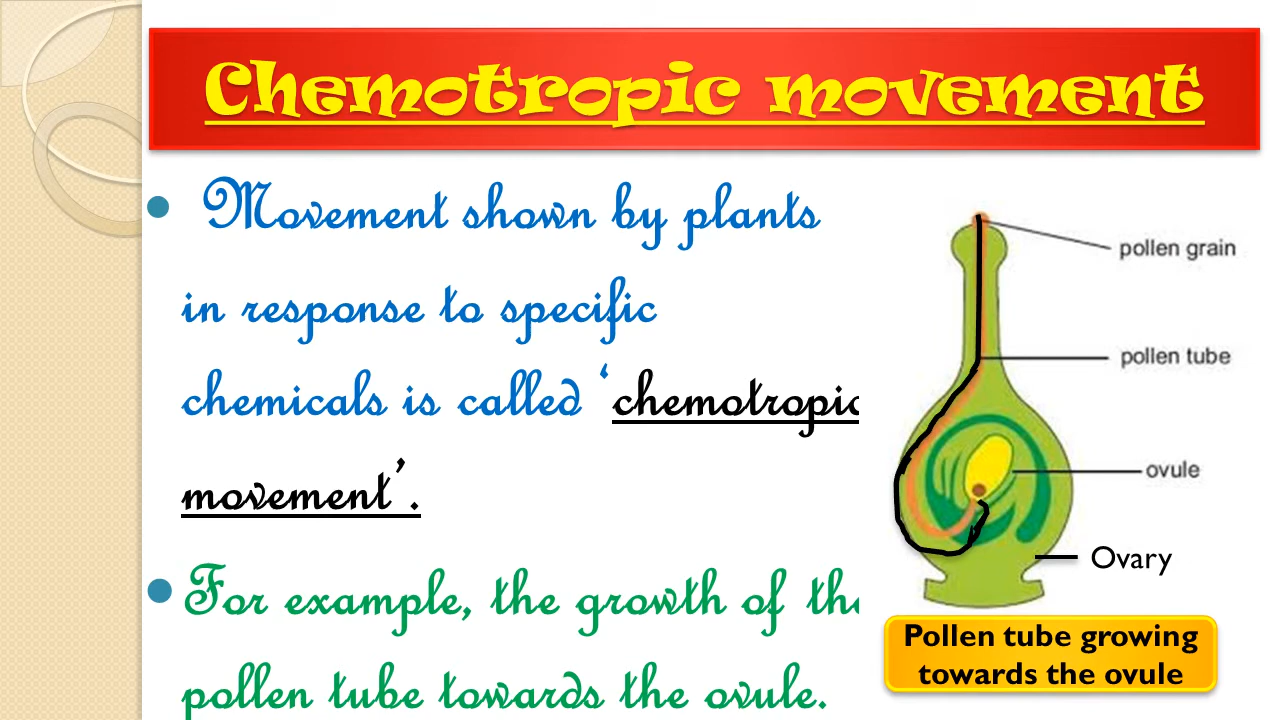 Chemotropic movement
Movement shown by plants
in response to specific
chemicals is called ‘chemotropic
movement’.
For example, the growth of the
pollen tube towards the ovule.
pollen grain
pollen tube
ovule
Ovary
Pollen tube growing
towards the ovule